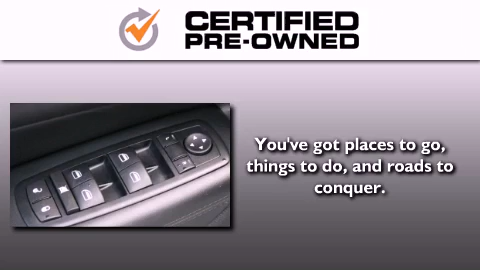 CERTIFIED
PRE-OWNED
You've got places to go,
things to do, and roads to
conquer.